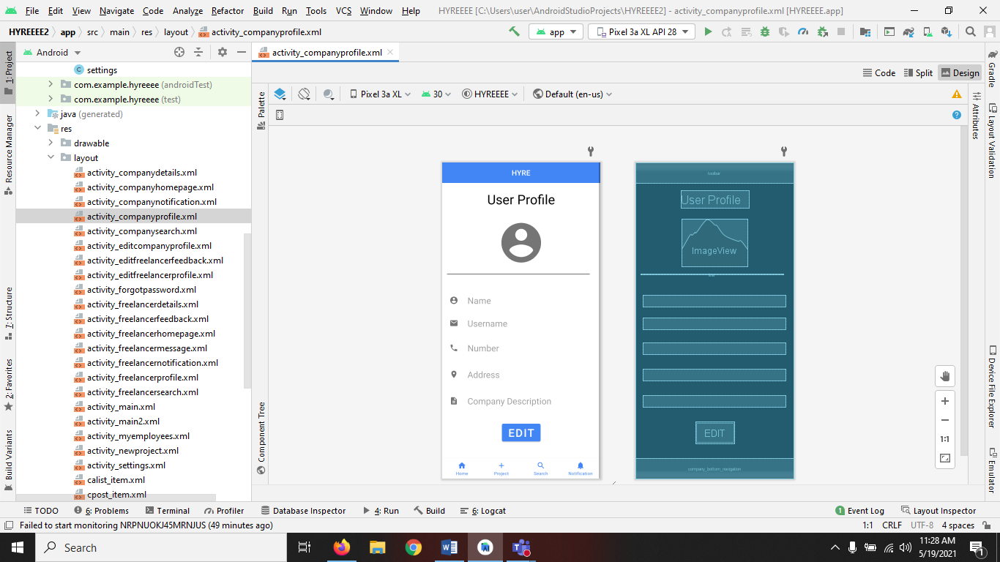 File Edit View Navigate Code Analyze Refactor Build Run Tools VCS Window Help HYREEEE [C:\Users\user\AndroidStudioProjects\HYREEEE2] - activity_companyprofile.xml [HYREEEE.app]
HYREEEE2 app src main res layout activity_companyprofile.xml app Pixel 3a XL API 28
Android activity_companyprofile.xml
settings
com.example.hyreeee (androidTest)
com.example.hyreeee (test)
java (generated)
res
drawable
layout
activity_companydetails.xml
activity_companyhomepage.xml
activity_companynotification.xml
activity_companyprofile.xml
activity_companysearch.xml
activity_editcompanyprofile.xml
activity_editfreelancerfeedback.xml
activity_editfreelancerprofile.xml
activity_forgotpassword.xml
activity_freelancerdetails.xml
activity_freelancerfeedback.xml
activity_freelancerhomepage.xml
activity_freelancermessage.xml
activity_freelancernotification.xml
activity_freelancerprofile.xml
activity_freelancersearch.xml
activity_main.xml
activity_main2.xml
activity_myemployees.xml
activity_newproject.xml
activity_settings.xml
calist_item.xml
cpost_item.xml
1: Project
Resource Manager
7: Structure
2: Favorites
Build Variants
Code Split Design
Pixel 3a XL 30 HYREEEE Default (en-us)
Palette
Component Tree
HYRE
User Profile
Name
Username
Number
Address
Company Description
EDIT
Home Project Search Notification
toolbar
User Profile
ImageView
EDIT
company_bottom_navigation
1:1
Attributes
Gradle
Layout Validation
Device File Explorer
Emulator
TODO 6: Problems Terminal Profiler Database Inspector 4: Run Build 6: Logcat 1 Event Log Layout Inspector
Failed to start monitoring NRPNUOKJ45MRNJUS (49 minutes ago) 1:1 CRLF UTF-8 4 spaces
Search
11:28 AM
5/19/2021
1